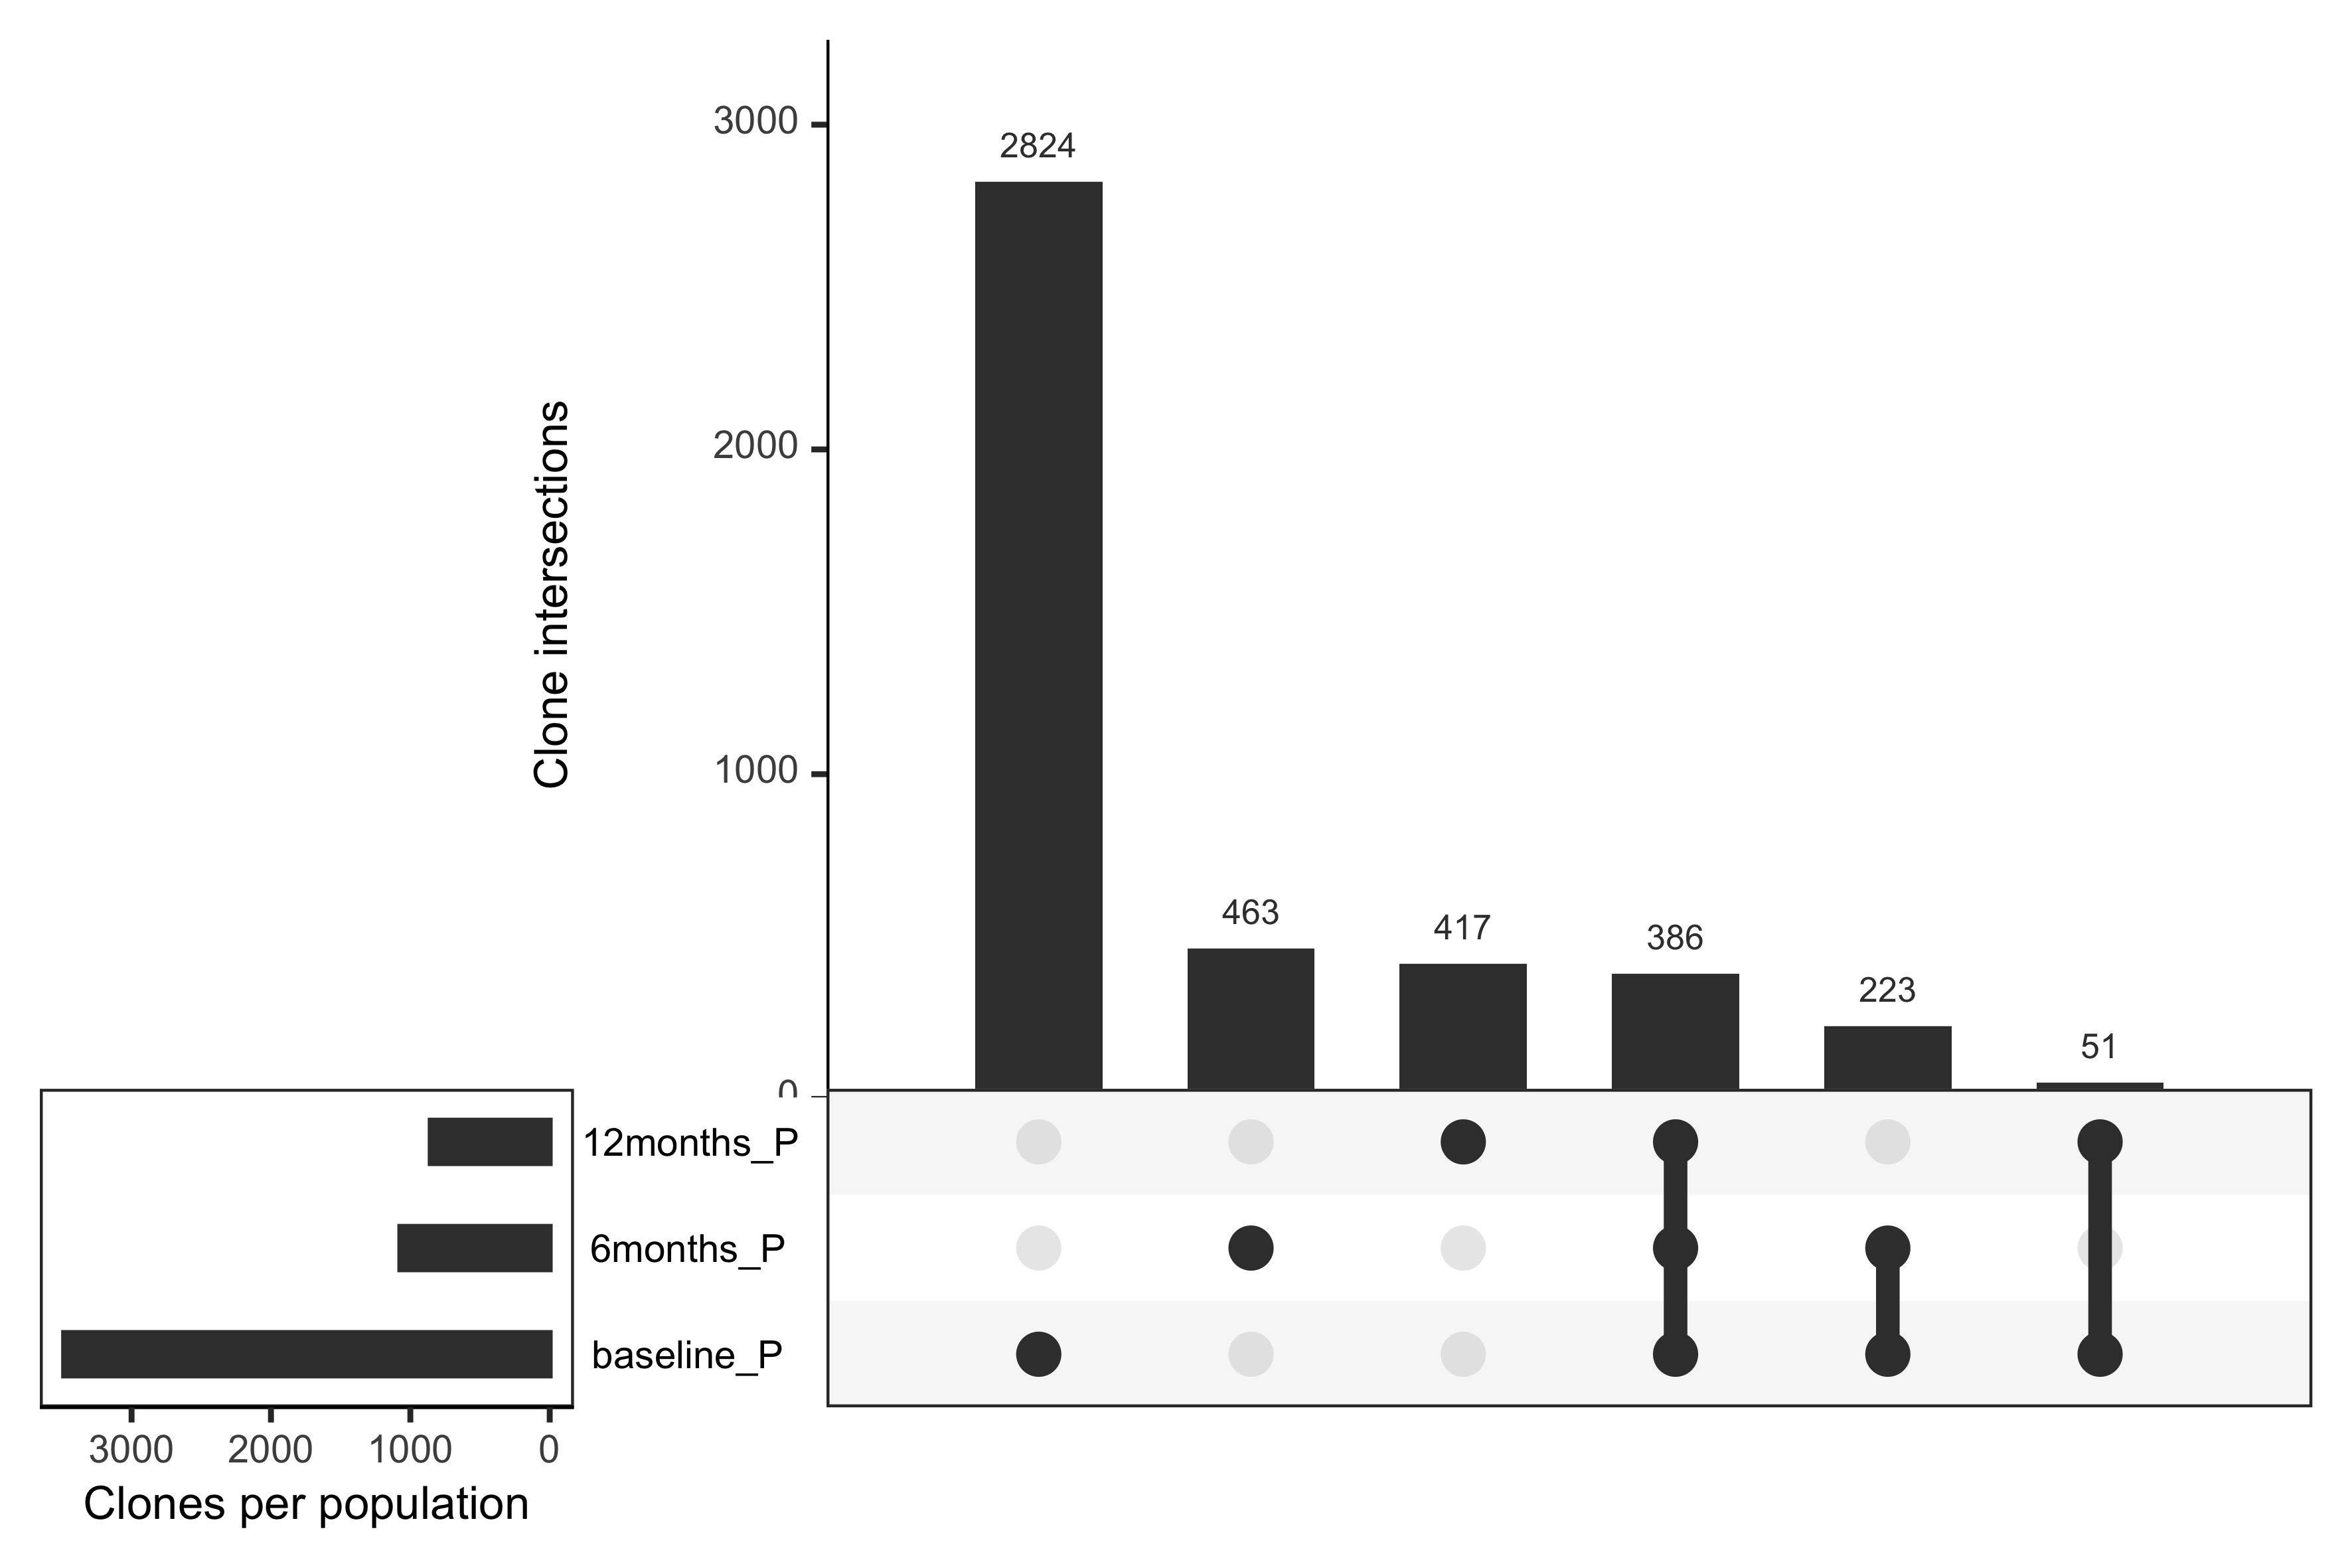 Clone intersections
3000
2000
1000
0
2824
463
417
386
223
51
12months_P
6months_P
baseline_P
3000 2000 1000 0
Clones per population